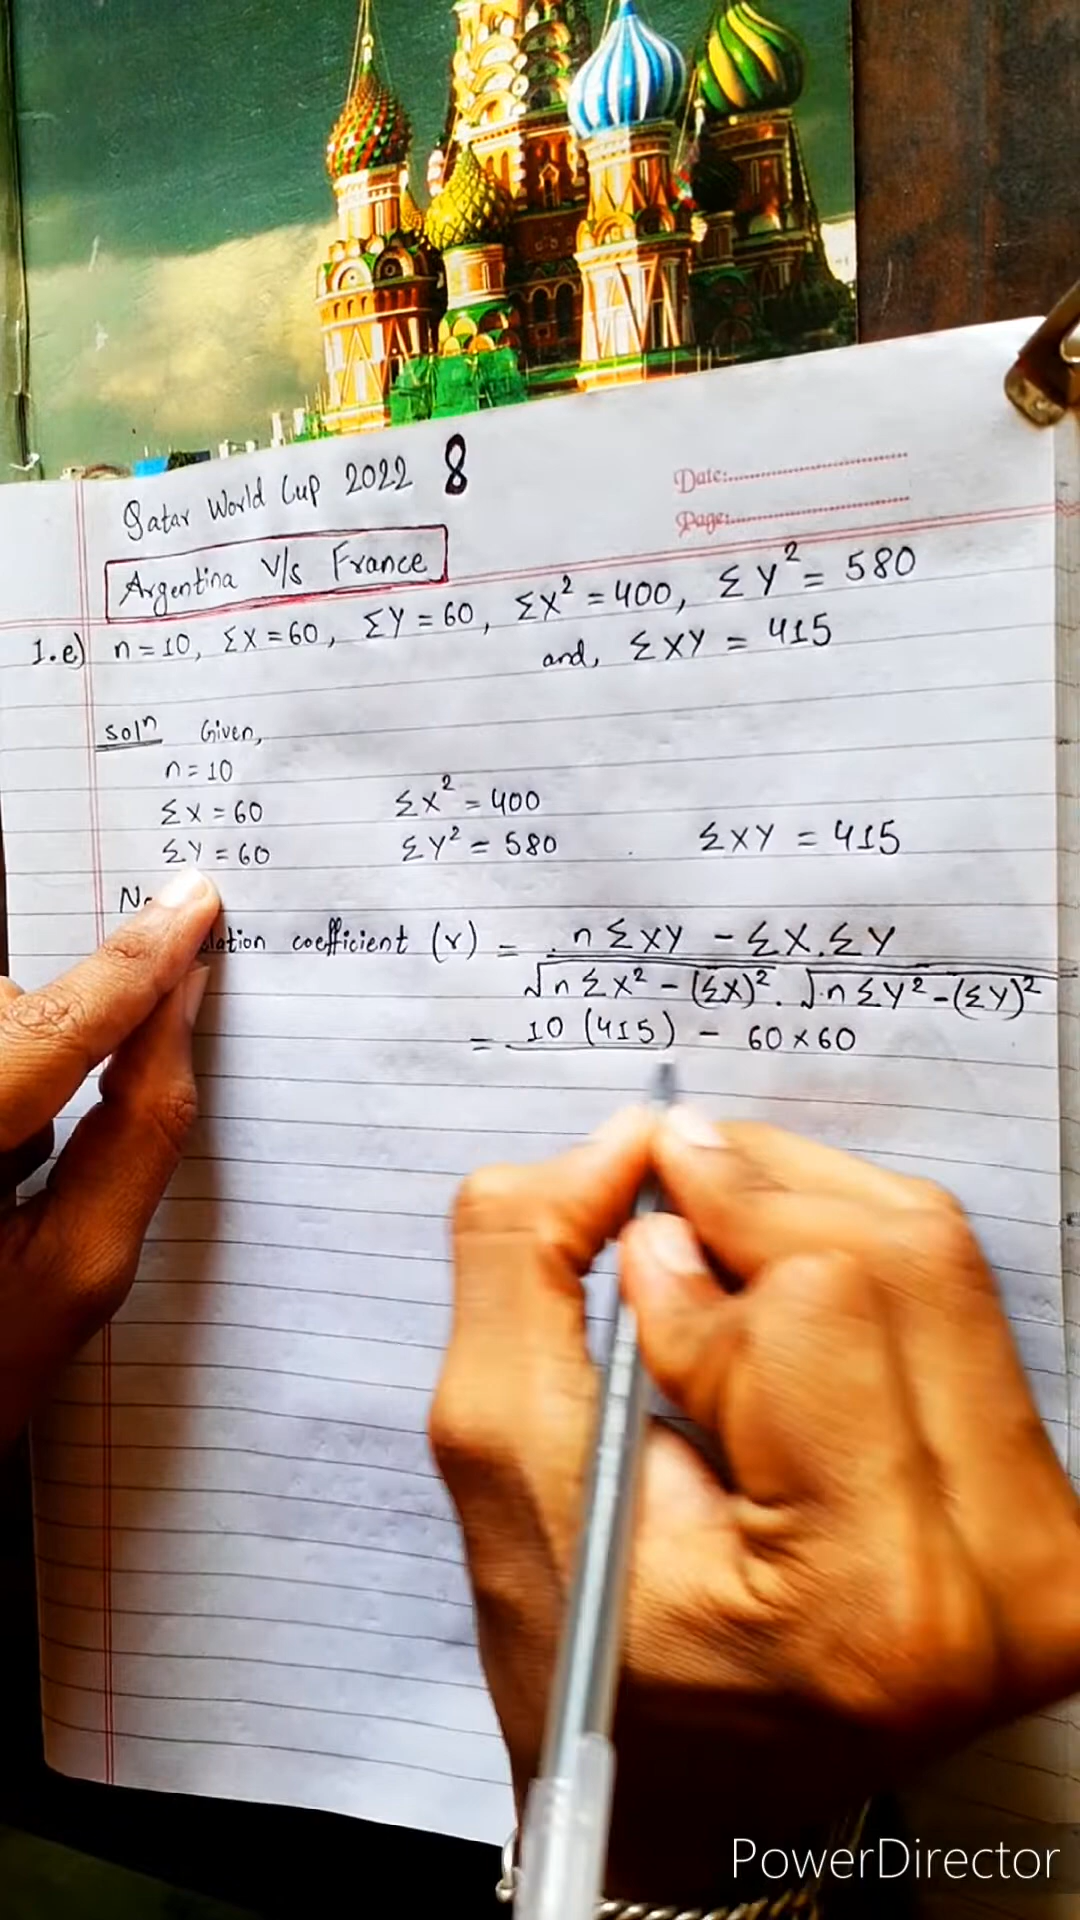 Qatar World Cup 2022 8
Date:
Page:
Argentina V/s France
1.e) n = 10, ΣX = 60, ΣY = 60, ΣX² = 400, ΣY² = 580
and, ΣXY = 415
Solⁿ Given,
n = 10
ΣX = 60 ΣX² = 400
ΣY = 60 ΣY² = 580 ΣXY = 415
coefficient (r) = nΣXY - ΣX.ΣY
√nΣX² - (ΣX)² . √nΣY² - (ΣY)²
= 10 (415) - 60 × 60
PowerDirector